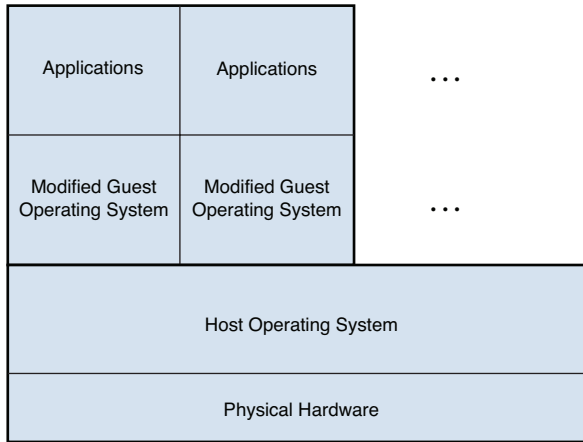 Applications
Applications
...
Modified Guest
Operating System
Modified Guest
Operating System
...
Host Operating System
Physical Hardware